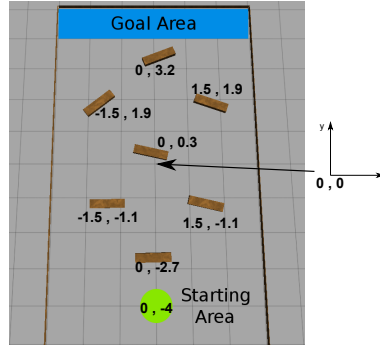 Goal Area
0 , 3.2
-1.5 , 1.9
1.5 , 1.9
0 , 0.3
y
0 , 0
-1.5 , -1.1
1.5 , -1.1
0 , -2.7
0 , -4
Starting
Area